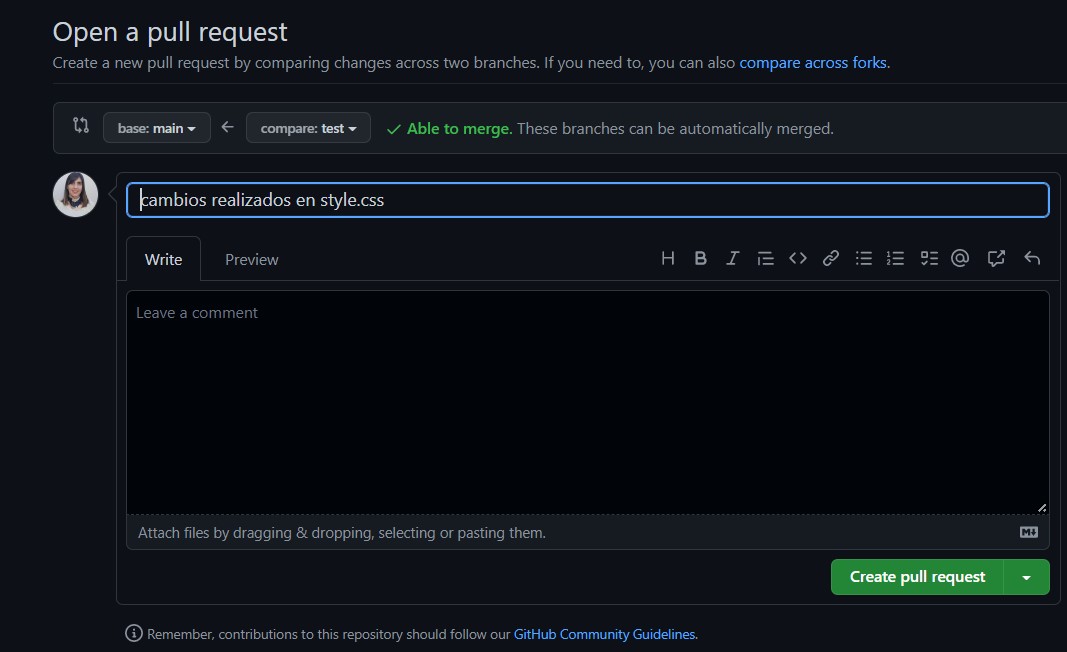 Open a pull request
Create a new pull request by comparing changes across two branches. If you need to, you can also compare across forks.
base: main compare: test Able to merge. These branches can be automatically merged.
cambios realizados en style.css
Write Preview
Leave a comment
Attach files by dragging & dropping, selecting or pasting them.
Create pull request
Remember, contributions to this repository should follow our GitHub Community Guidelines.